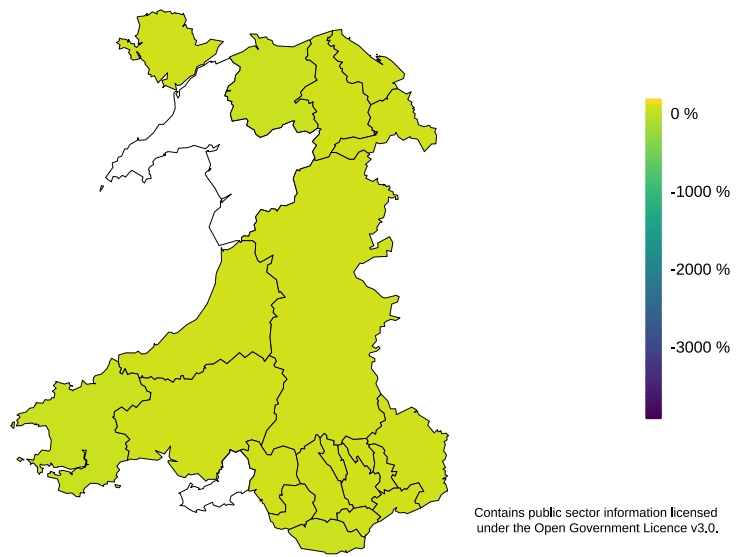 0 %
-1000 %
-2000 %
-3000 %
Contains public sector information licensed
under the Open Government Licence v3.0.